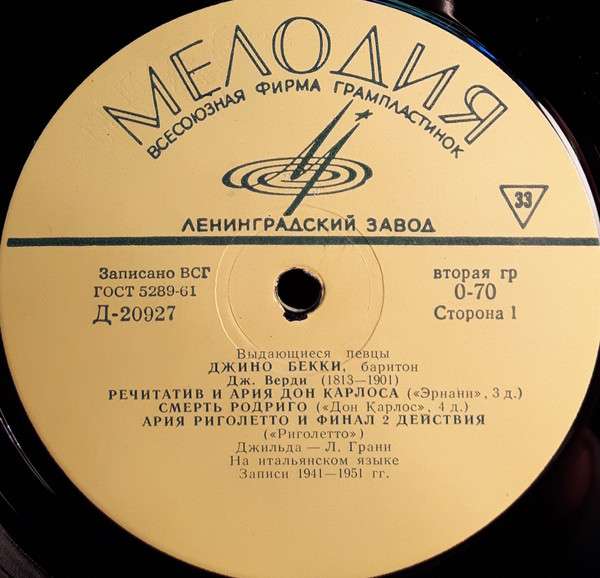 МЕЛОДИЯ
ВСЕСОЮЗНАЯ ФИРМА ГРАМПЛАСТИНОК
33
ЛЕНИНГРАДСКИЙ ЗАВОД
Записано ВСГ
ГОСТ 5289-61
Д-20927
вторая гр
0-70
Сторона 1
Выдающиеся певцы
ДЖИНО БЕККИ, баритон
Дж. Верди (1813—1901)
РЕЧИТАТИВ И АРИЯ ДОН КАРЛОСА («Эрнани», 3 д.)
СМЕРТЬ РОДРИГО («Дон Карлос», 4 д.)
АРИЯ РИГОЛЕТТО И ФИНАЛ 2 ДЕЙСТВИЯ
(«Риголетто»)
Джильда — Л. Грани
На итальянском языке
Записи 1941—1951 гг.